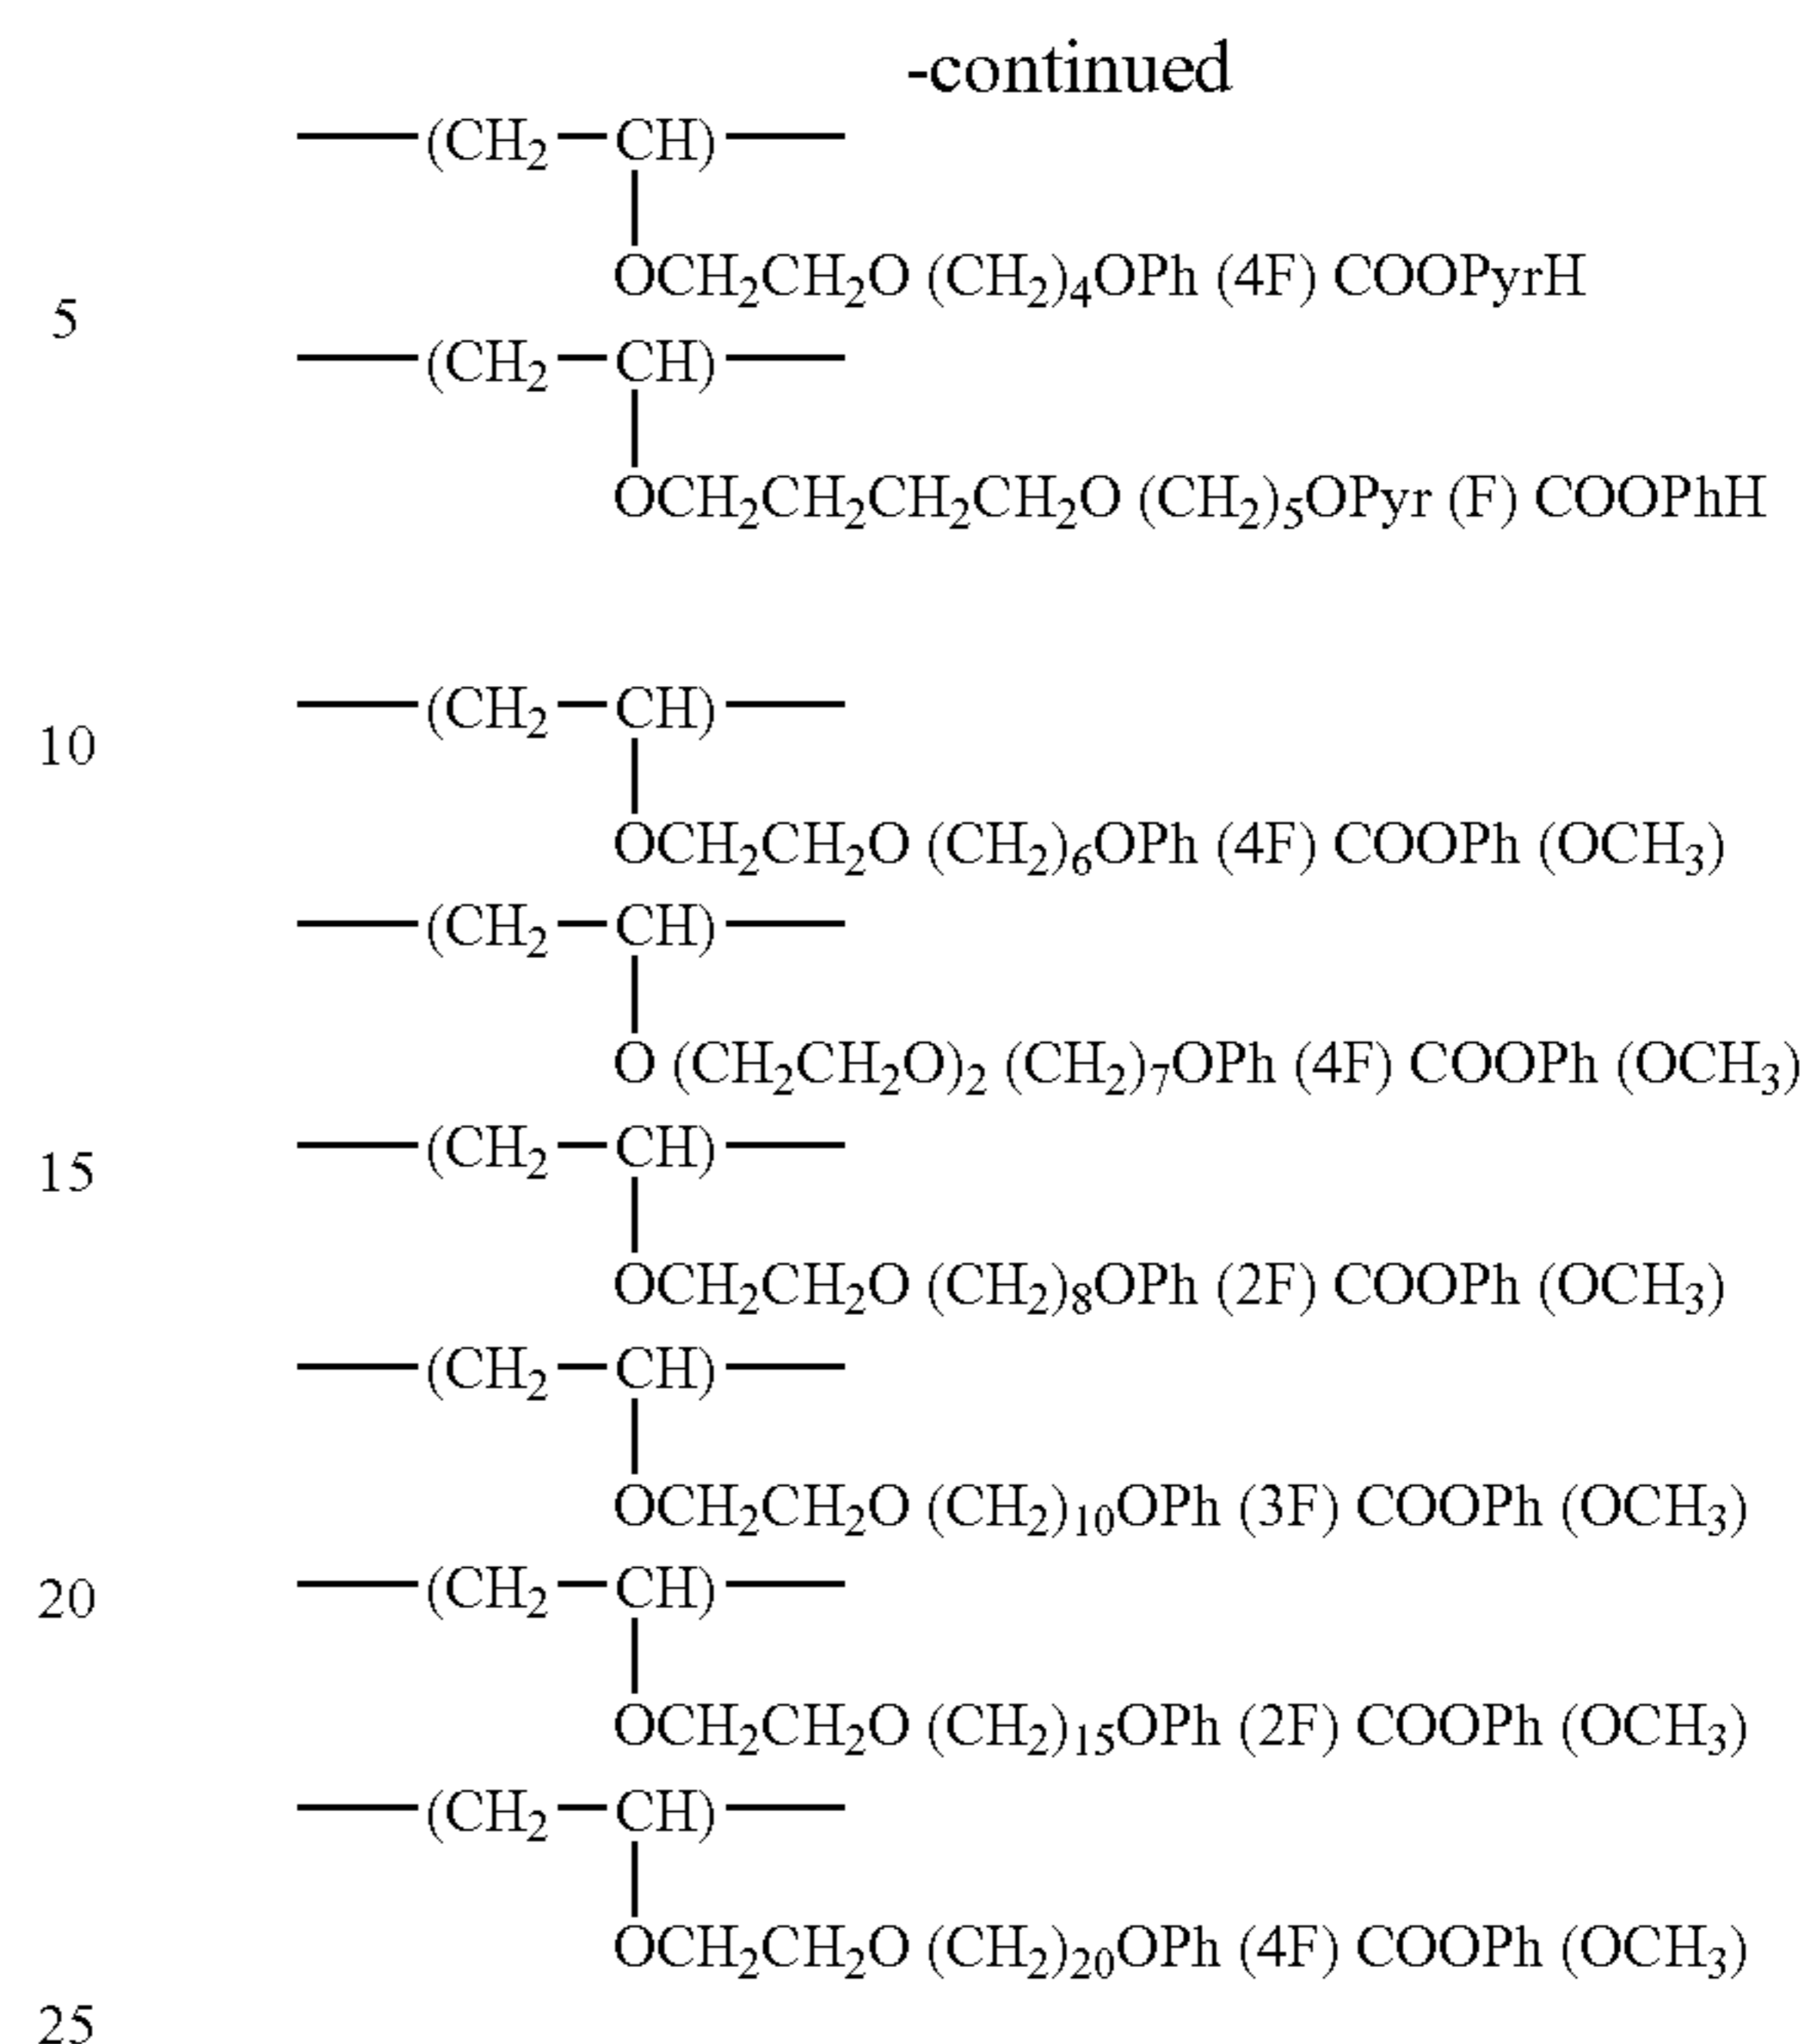 -continued
—(CH₂—CH)—
OCH₂CH₂O (CH₂)₄OPh (4F) COOPyrH
5
—(CH₂—CH)—
OCH₂CH₂CH₂CH₂O (CH₂)₅OPyr (F) COOPhH
—(CH₂—CH)—
10
OCH₂CH₂O (CH₂)₆OPh (4F) COOPh (OCH₃)
—(CH₂—CH)—
O (CH₂CH₂O)₂ (CH₂)₇OPh (4F) COOPh (OCH₃)
—(CH₂—CH)—
15
OCH₂CH₂O (CH₂)₈OPh (2F) COOPh (OCH₃)
—(CH₂—CH)—
OCH₂CH₂O (CH₂)₁₀OPh (3F) COOPh (OCH₃)
—(CH₂—CH)—
20
OCH₂CH₂O (CH₂)₁₅OPh (2F) COOPh (OCH₃)
—(CH₂—CH)—
OCH₂CH₂O (CH₂)₂₀OPh (4F) COOPh (OCH₃)
25